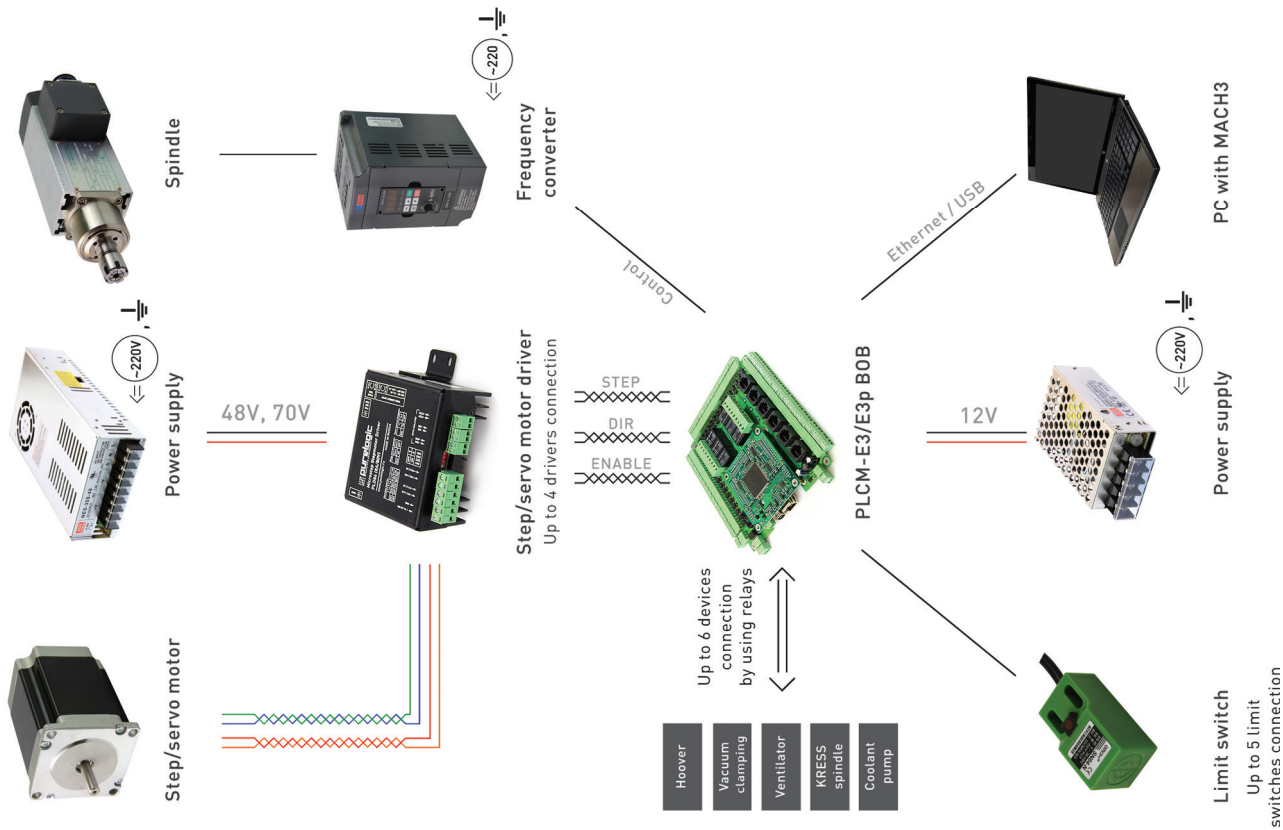 Step/servo motor
Power supply
Spindle
⇐ ~220V,
48V, 70V
purelogic
Frequency
converter
⇐ ~220,
Step/servo motor driver
Up to 4 drivers connection
ENABLE
DIR
STEP
Control
Hoover
Vacuum
clamping
Ventilator
KRESS
spindle
Coolant
pump
Up to 6 devices
connection
by using relays
PLCM-E3/E3p BOB
12V
Ethernet / USB
Limit switch
Up to 5 limit
switches connection
Power supply
⇐ ~220V,
PC with MACH3